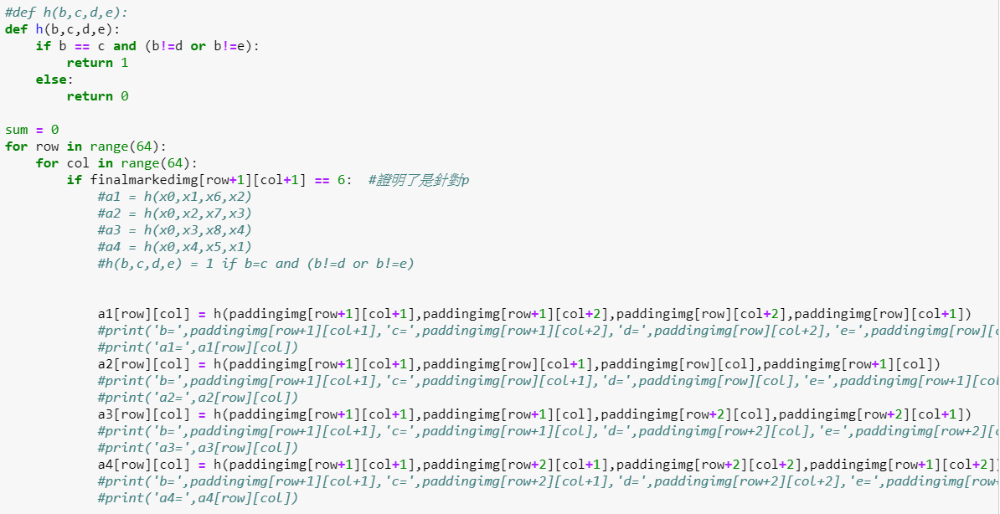 #def h(b,c,d,e):
def h(b,c,d,e):
    if b == c and (b!=d or b!=e):
        return 1
    else:
        return 0

sum = 0
for row in range(64):
    for col in range(64):
        if finalmarkedimg[row+1][col+1] == 6:  #證明了是針對p
            #a1 = h(x0,x1,x6,x2)
            #a2 = h(x0,x2,x7,x3)
            #a3 = h(x0,x3,x8,x4)
            #a4 = h(x0,x4,x5,x1)
            #h(b,c,d,e) = 1 if b=c and (b!=d or b!=e)

            a1[row][col] = h(paddingimg[row+1][col+1],paddingimg[row+1][col+2],paddingimg[row][col+2],paddingimg[row][col+1])
            #print('b=',paddingimg[row+1][col+1],'c=',paddingimg[row+1][col+2],'d=',paddingimg[row][col+2],'e=',paddingimg[row][c
            #print('a1=',a1[row][col])
            a2[row][col] = h(paddingimg[row+1][col+1],paddingimg[row][col+1],paddingimg[row][col],paddingimg[row+1][col])
            #print('b=',paddingimg[row+1][col+1],'c=',paddingimg[row][col+1],'d=',paddingimg[row][col],'e=',paddingimg[row+1][col
            #print('a2=',a2[row][col])
            a3[row][col] = h(paddingimg[row+1][col+1],paddingimg[row+1][col],paddingimg[row+2][col],paddingimg[row+2][col+1])
            #print('b=',paddingimg[row+1][col+1],'c=',paddingimg[row+1][col],'d=',paddingimg[row+2][col],'e=',paddingimg[row+2][c
            #print('a3=',a3[row][col])
            a4[row][col] = h(paddingimg[row+1][col+1],paddingimg[row+2][col+1],paddingimg[row+2][col+2],paddingimg[row+1][col+2]
            #print('b=',paddingimg[row+1][col+1],'c=',paddingimg[row+2][col+1],'d=',paddingimg[row+2][col+2],'e=',paddingimg[row+
            #print('a4=',a4[row][col])